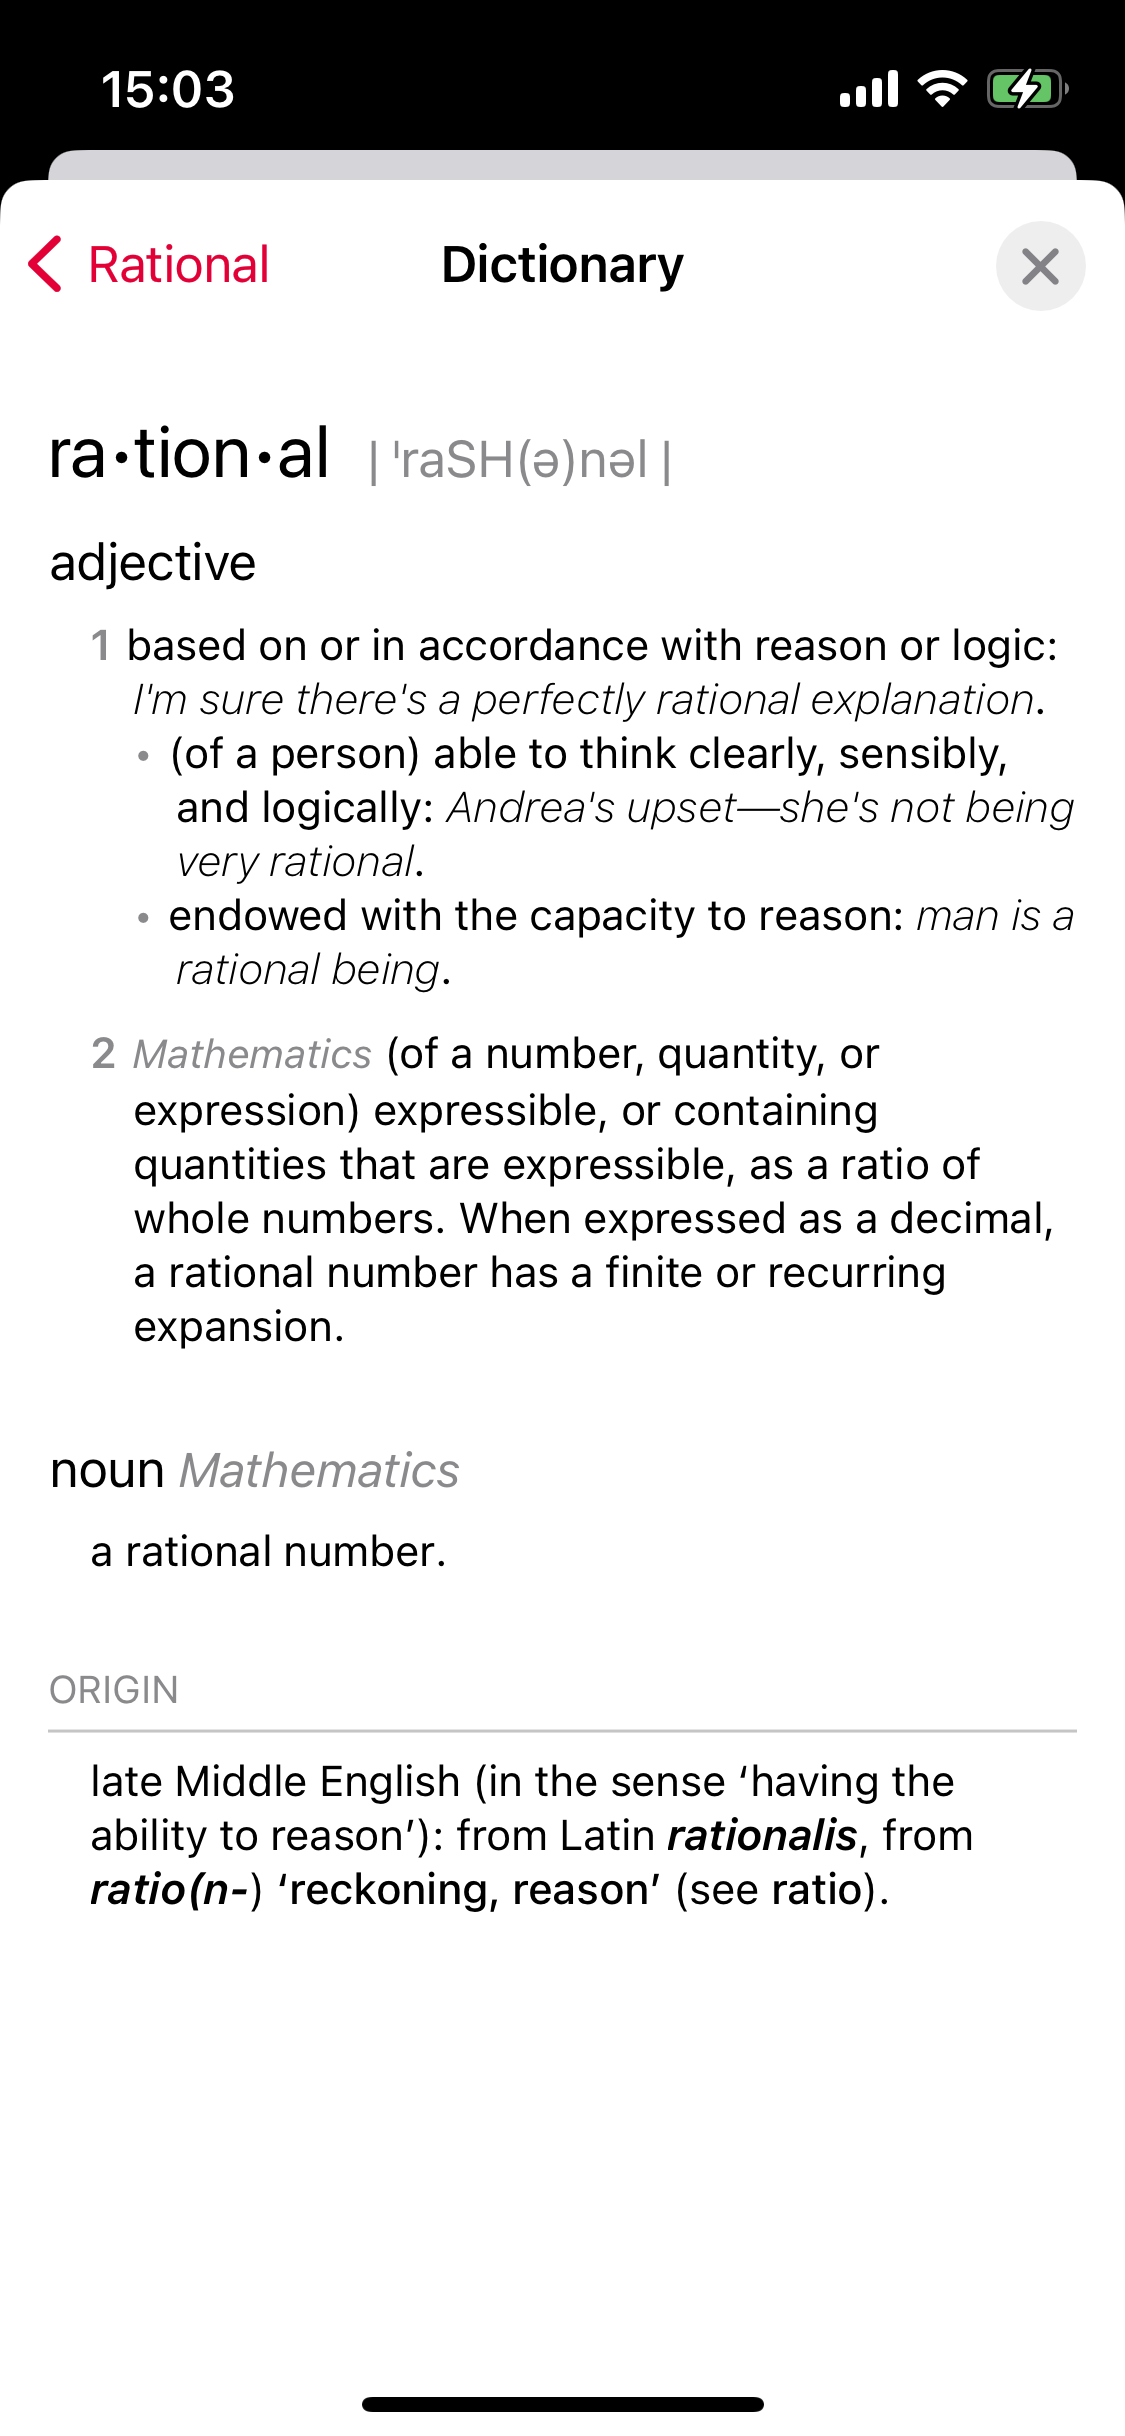 15:03
Rational Dictionary
ra·tion·al | ˈraSH(ə)nəl |
adjective
1 based on or in accordance with reason or logic:
I'm sure there's a perfectly rational explanation.
• (of a person) able to think clearly, sensibly,
and logically: Andrea's upset—she's not being
very rational.
• endowed with the capacity to reason: man is a
rational being.
2 Mathematics (of a number, quantity, or
expression) expressible, or containing
quantities that are expressible, as a ratio of
whole numbers. When expressed as a decimal,
a rational number has a finite or recurring
expansion.
noun Mathematics
a rational number.
ORIGIN
late Middle English (in the sense ‘having the
ability to reason’): from Latin rationalis, from
ratio(n-) ‘reckoning, reason’ (see ratio).